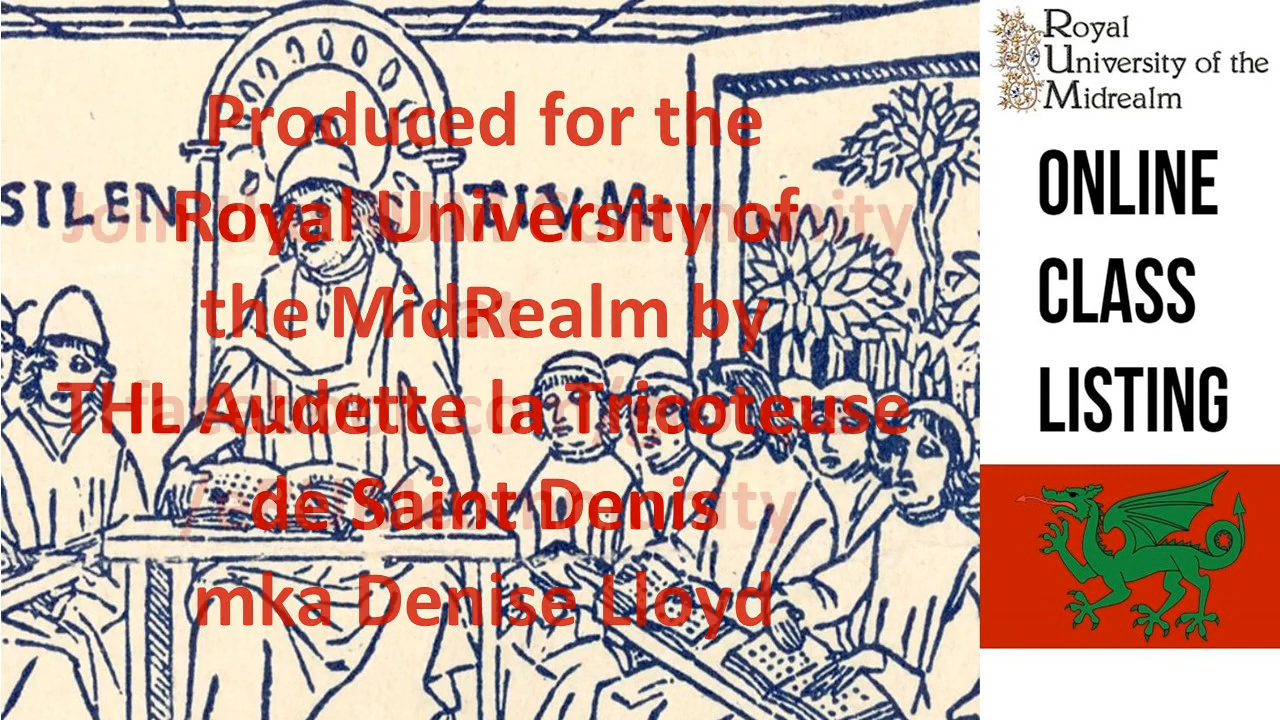 Produced for the
Royal University of
the MidRealm by
THL Audette la Tricoteuse
de Saint Denis
mka Denise Lloyd
SILEN TIVM
Royal
University of the
Midrealm
ONLINE
CLASS
LISTING